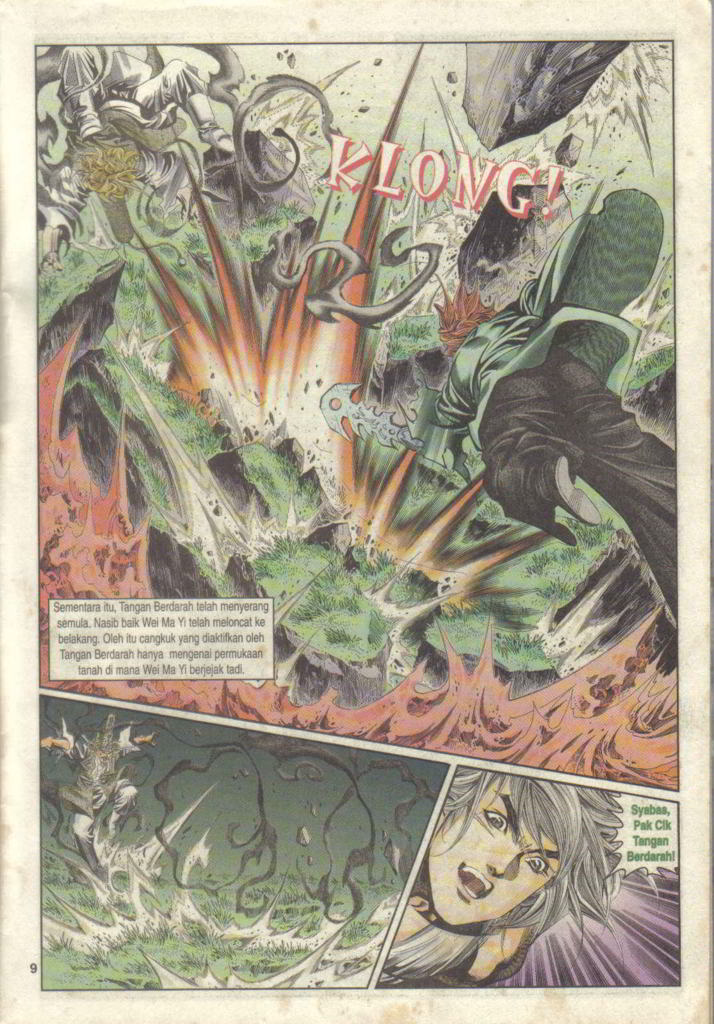 KLONG!
Sementara itu, Tangan Berdarah telah menyerang
semula. Nasib baik Wei Ma Yi telah meloncat ke
belakang. Oleh itu cangkuk yang diaktifkan oleh
Tangan Berdarah hanya mengenai permukaan
tanah di mana Wei Ma Yi berjejak tadi.
Syabas,
Pak Cik
Tangan
Berdarah!
9